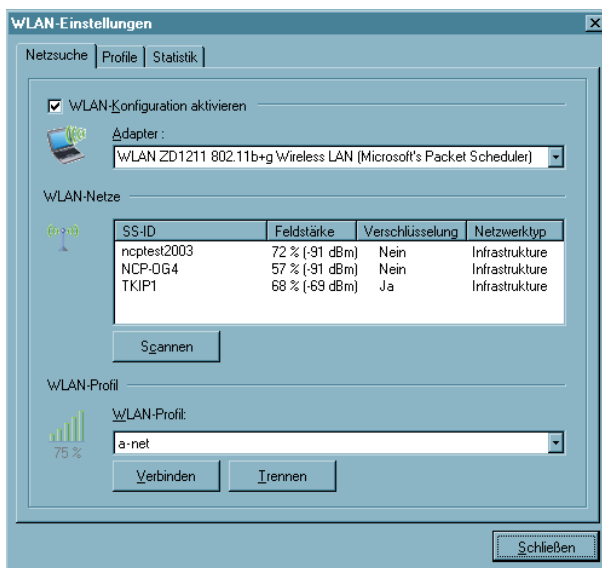 WLAN-Einstellungen
Netzsuche Profile Statistik
WLAN-Konfiguration aktivieren
Adapter :
WLAN ZD1211 802.11b+g Wireless LAN (Microsoft's Packet Scheduler)
WLAN-Netze
SS-ID Feldstärke Verschlüsselung Netzwerktyp
ncptest2003 72 % (-91 dBm) Nein Infrastrukture
NCP-OG4 57 % (-91 dBm) Nein Infrastrukture
TKIP1 68 % (-69 dBm) Ja Infrastrukture
Scannen
WLAN-Profil
WLAN-Profil:
a-net
75 %
Verbinden Trennen
Schließen